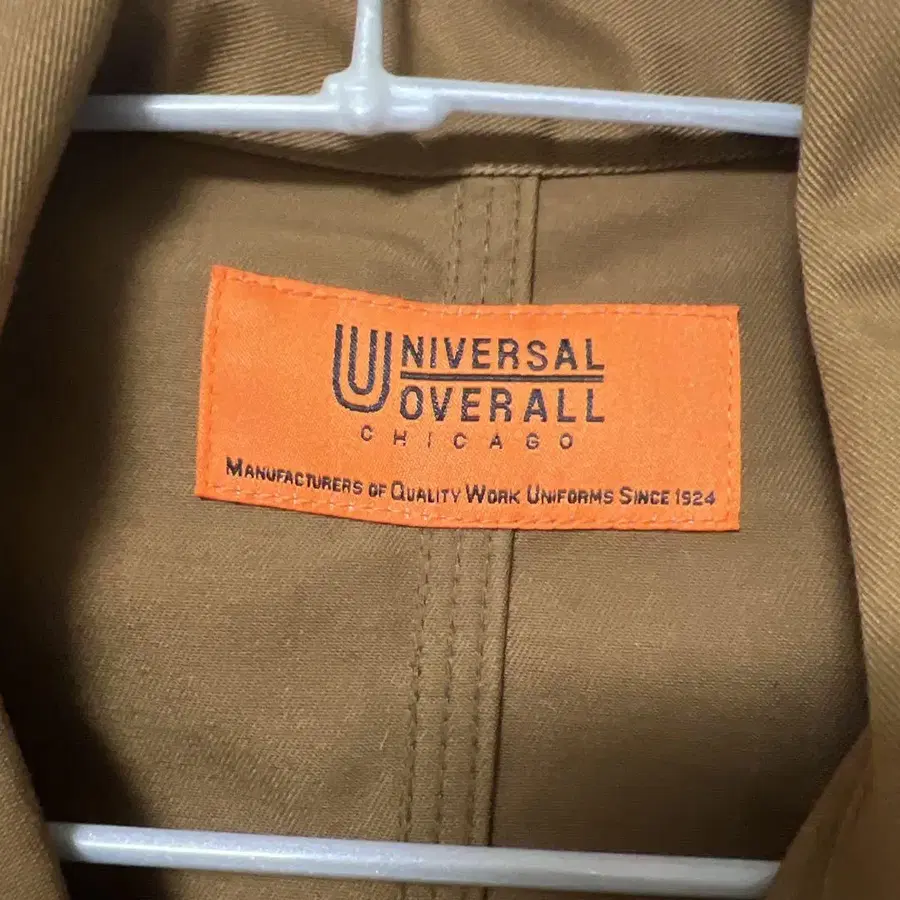 UNIVERSAL
OVERALL
CHICAGO
MANUFACTURERS OF QUALITY WORK UNIFORMS SINCE 1924